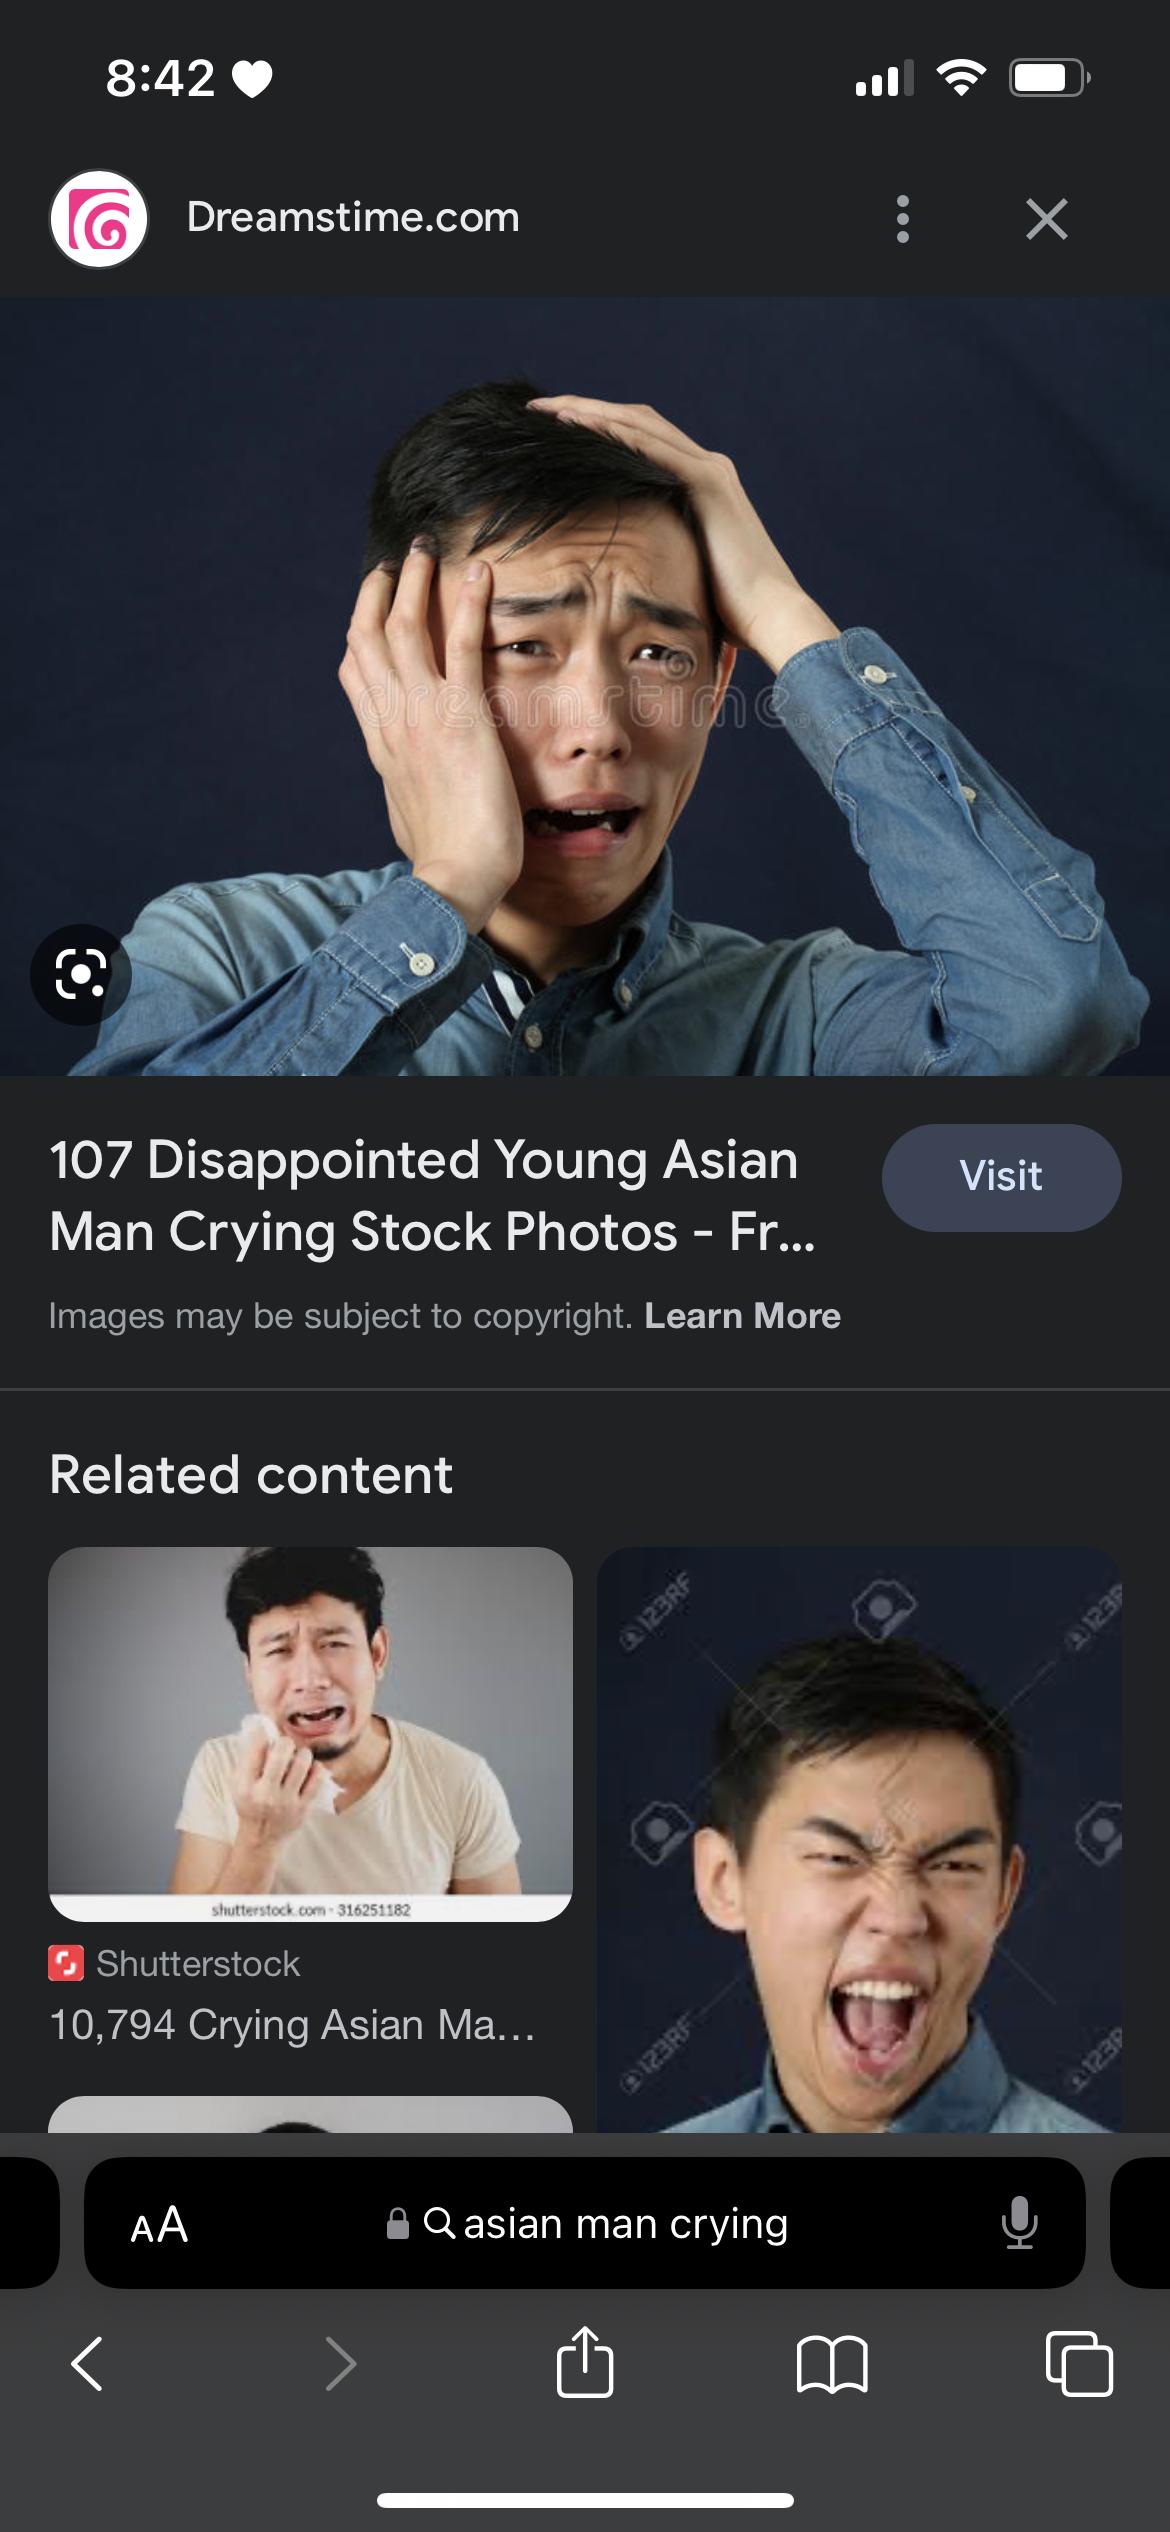 8:42
Dreamstime.com
dreamstime.
107 Disappointed Young Asian
Man Crying Stock Photos - Fr...
Visit
Images may be subject to copyright. Learn More
Related content
shutterstock.com · 316251182
Shutterstock
10,794 Crying Asian Ma...
123RF
123RF
123RF
123RF
AA
asian man crying